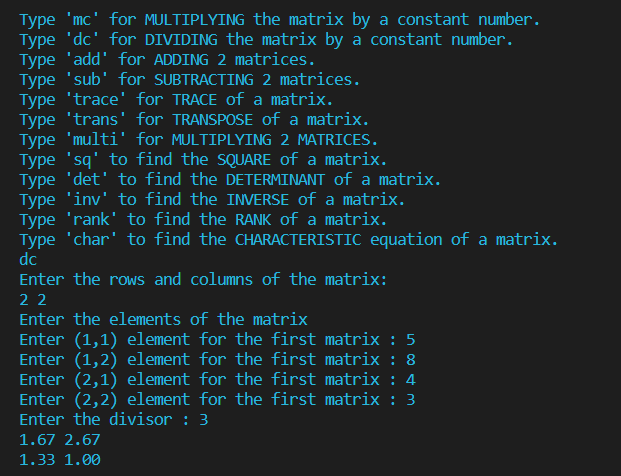 Type 'mc' for MULTIPLYING the matrix by a constant number.
Type 'dc' for DIVIDING the matrix by a constant number.
Type 'add' for ADDING 2 matrices.
Type 'sub' for SUBTRACTING 2 matrices.
Type 'trace' for TRACE of a matrix.
Type 'trans' for TRANSPOSE of a matrix.
Type 'multi' for MULTIPLYING 2 MATRICES.
Type 'sq' to find the SQUARE of a matrix.
Type 'det' to find the DETERMINANT of a matrix.
Type 'inv' to find the INVERSE of a matrix.
Type 'rank' to find the RANK of a matrix.
Type 'char' to find the CHARACTERISTIC equation of a matrix.
dc
Enter the rows and columns of the matrix:
2 2
Enter the elements of the matrix
Enter (1,1) element for the first matrix : 5
Enter (1,2) element for the first matrix : 8
Enter (2,1) element for the first matrix : 4
Enter (2,2) element for the first matrix : 3
Enter the divisor : 3
1.67 2.67
1.33 1.00